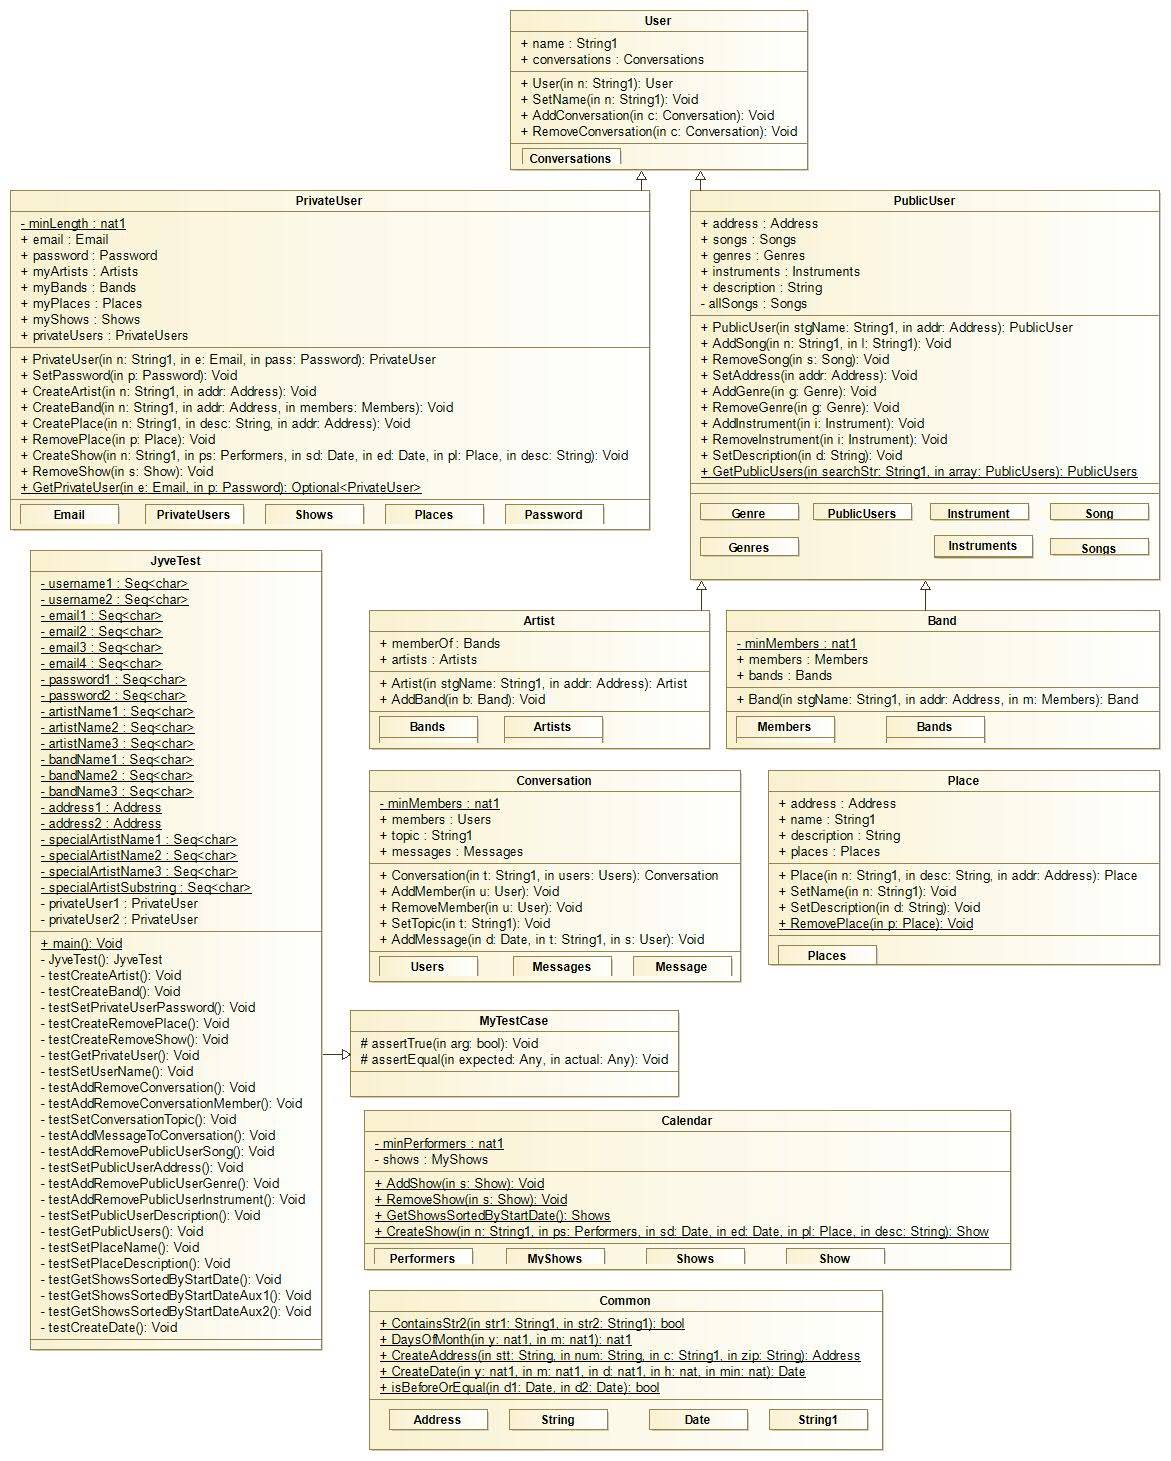 User
+ name : String1
+ conversations : Conversations
+ User(in n: String1): User
+ SetName(in n: String1): Void
+ AddConversation(in c: Conversation): Void
+ RemoveConversation(in c: Conversation): Void
Conversations
PrivateUser
- minLength : nat1
+ email : Email
+ password : Password
+ myArtists : Artists
+ myBands : Bands
+ myPlaces : Places
+ myShows : Shows
+ privateUsers : PrivateUsers
+ PrivateUser(in n: String1, in e: Email, in pass: Password): PrivateUser
+ SetPassword(in p: Password): Void
+ CreateArtist(in n: String1, in addr: Address): Void
+ CreateBand(in n: String1, in addr: Address, in members: Members): Void
+ CreatePlace(in n: String1, in desc: String, in addr: Address): Void
+ RemovePlace(in p: Place): Void
+ CreateShow(in n: String1, in ps: Performers, in sd: Date, in ed: Date, in pl: Place, in desc: String): Void
+ RemoveShow(in s: Show): Void
+ GetPrivateUser(in e: Email, in p: Password): Optional<PrivateUser>
Email PrivateUsers Shows Places Password
PublicUser
+ address : Address
+ songs : Songs
+ genres : Genres
+ instruments : Instruments
+ description : String
- allSongs : Songs
+ PublicUser(in stgName: String1, in addr: Address): PublicUser
+ AddSong(in n: String1, in l: String1): Void
+ RemoveSong(in s: Song): Void
+ SetAddress(in addr: Address): Void
+ AddGenre(in g: Genre): Void
+ RemoveGenre(in g: Genre): Void
+ AddInstrument(in i: Instrument): Void
+ RemoveInstrument(in i: Instrument): Void
+ SetDescription(in d: String): Void
+ GetPublicUsers(in searchStr: String1, in array: PublicUsers): PublicUsers
Genre PublicUsers Instrument Song
Genres Instruments Songs
JyveTest
- username1 : Seq<char>
- username2 : Seq<char>
- email1 : Seq<char>
- email2 : Seq<char>
- email3 : Seq<char>
- email4 : Seq<char>
- password1 : Seq<char>
- password2 : Seq<char>
- artistName1 : Seq<char>
- artistName2 : Seq<char>
- artistName3 : Seq<char>
- bandName1 : Seq<char>
- bandName2 : Seq<char>
- bandName3 : Seq<char>
- address1 : Address
- address2 : Address
- specialArtistName1 : Seq<char>
- specialArtistName2 : Seq<char>
- specialArtistName3 : Seq<char>
- specialArtistSubstring : Seq<char>
- privateUser1 : PrivateUser
- privateUser2 : PrivateUser
+ main(): Void
- JyveTest(): JyveTest
- testCreateArtist(): Void
- testCreateBand(): Void
- testSetPrivateUserPassword(): Void
- testCreateRemovePlace(): Void
- testCreateRemoveShow(): Void
- testGetPrivateUser(): Void
- testSetUserName(): Void
- testAddRemoveConversation(): Void
- testAddRemoveConversationMember(): Void
- testSetConversationTopic(): Void
- testAddMessageToConversation(): Void
- testAddRemovePublicUserSong(): Void
- testSetPublicUserAddress(): Void
- testAddRemovePublicUserGenre(): Void
- testAddRemovePublicUserInstrument(): Void
- testSetPublicUserDescription(): Void
- testGetPublicUsers(): Void
- testSetPlaceName(): Void
- testSetPlaceDescription(): Void
- testGetShowsSortedByStartDate(): Void
- testGetShowsSortedByStartDateAux1(): Void
- testGetShowsSortedByStartDateAux2(): Void
- testCreateDate(): Void
Artist
+ memberOf : Bands
+ artists : Artists
+ Artist(in stgName: String1, in addr: Address): Artist
+ AddBand(in b: Band): Void
Bands Artists
Band
- minMembers : nat1
+ members : Members
+ bands : Bands
+ Band(in stgName: String1, in addr: Address, in m: Members): Band
Members Bands
Conversation
- minMembers : nat1
+ members : Users
+ topic : String1
+ messages : Messages
+ Conversation(in t: String1, in users: Users): Conversation
+ AddMember(in u: User): Void
+ RemoveMember(in u: User): Void
+ SetTopic(in t: String1): Void
+ AddMessage(in d: Date, in t: String1, in s: User): Void
Users Messages Message
Place
+ address : Address
+ name : String1
+ description : String
+ places : Places
+ Place(in n: String1, in desc: String, in addr: Address): Place
+ SetName(in n: String1): Void
+ SetDescription(in d: String): Void
+ RemovePlace(in p: Place): Void
Places
MyTestCase
# assertTrue(in arg: bool): Void
# assertEqual(in expected: Any, in actual: Any): Void
Calendar
- minPerformers : nat1
- shows : MyShows
+ AddShow(in s: Show): Void
+ RemoveShow(in s: Show): Void
+ GetShowsSortedByStartDate(): Shows
+ CreateShow(in n: String1, in ps: Performers, in sd: Date, in ed: Date, in pl: Place, in desc: String): Show
Performers MyShows Shows Show
Common
+ ContainsStr2(in str1: String1, in str2: String1): bool
+ DaysOfMonth(in y: nat1, in m: nat1): nat1
+ CreateAddress(in stt: String, in num: String, in c: String1, in zip: String): Address
+ CreateDate(in y: nat1, in m: nat1, in d: nat1, in h: nat, in min: nat): Date
+ isBeforeOrEqual(in d1: Date, in d2: Date): bool
Address String Date String1